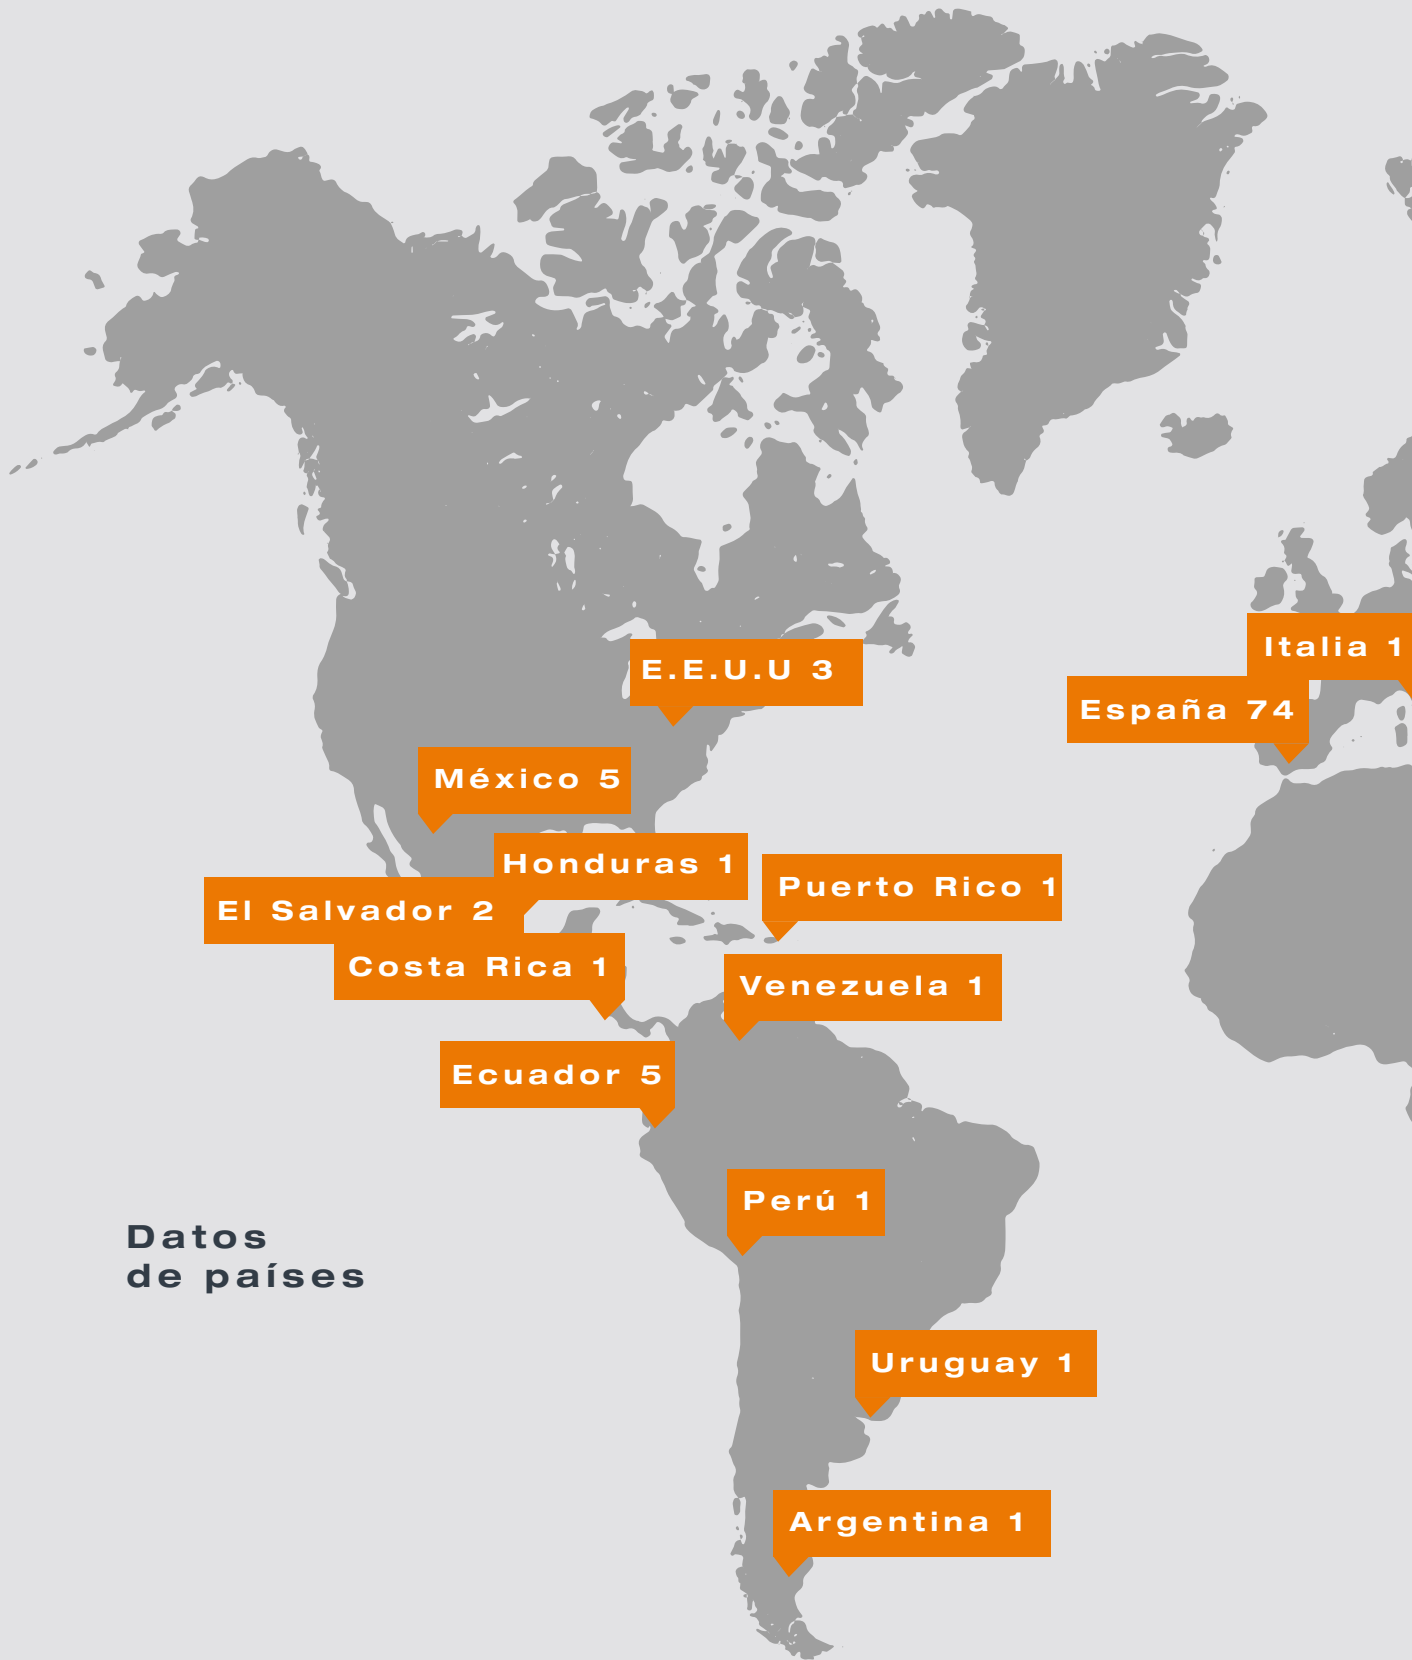 Italia 1
E.E.U.U 3
España 74
México 5
Honduras 1
Puerto Rico 1
El Salvador 2
Costa Rica 1
Venezuela 1
Ecuador 5
Perú 1
Datos
de países
Uruguay 1
Argentina 1